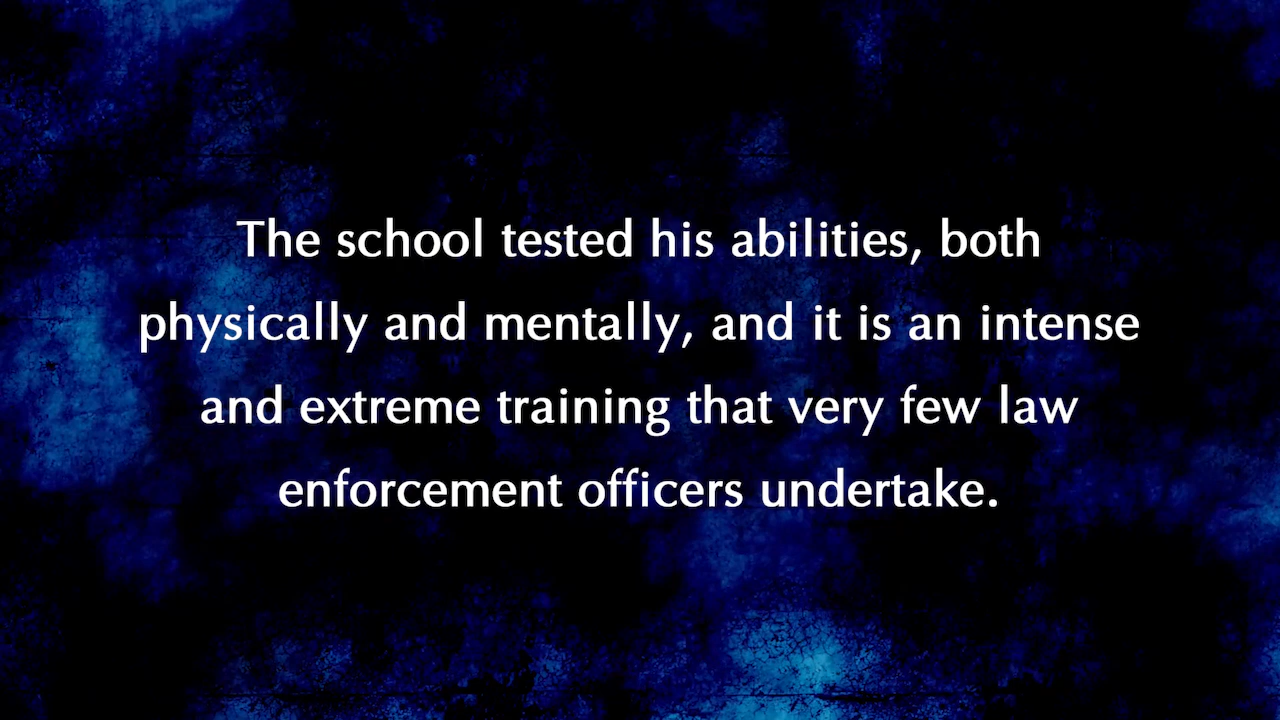 The school tested his abilities, both
physically and mentally, and it is an intense
and extreme training that very few law
enforcement officers undertake.